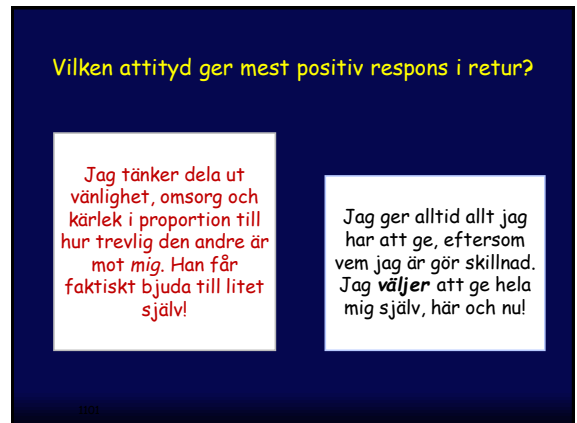 Vilken attityd ger mest positiv respons i retur?
Jag tänker dela ut
vänlighet, omsorg och
kärlek i proportion till
hur trevlig den andre är
mot mig. Han får
faktiskt bjuda till litet
själv!
Jag ger alltid allt jag
har att ge, eftersom
vem jag är gör skillnad.
Jag väljer att ge hela
mig själv, här och nu!